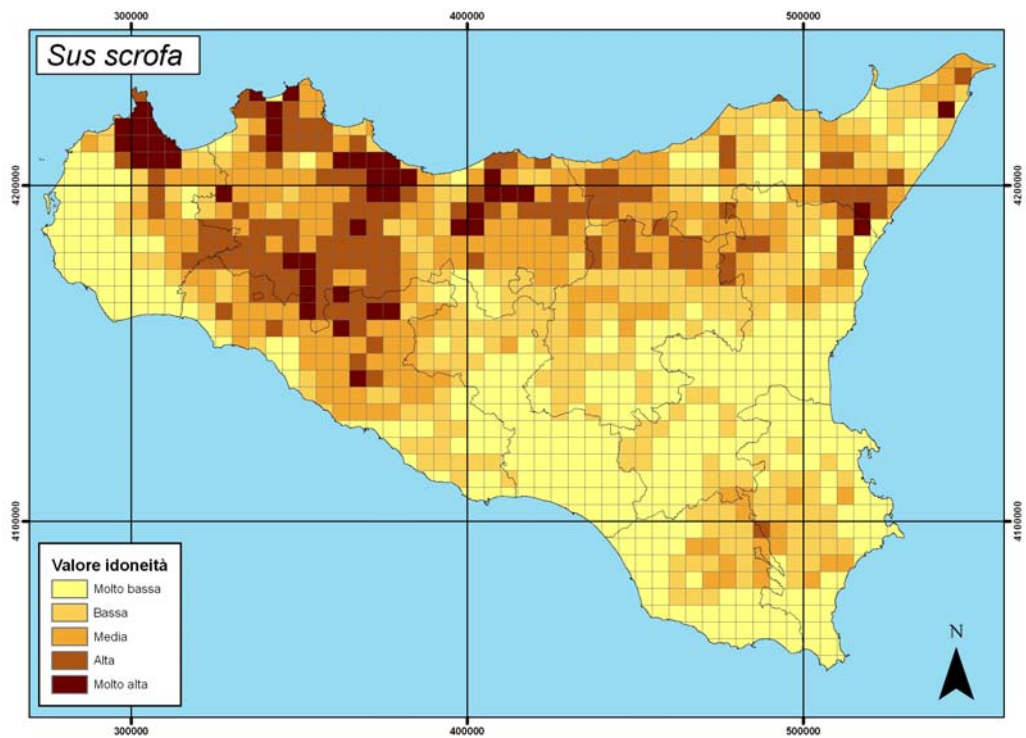 300000 400000 500000
Sus scrofa
4200000 4200000
4100000 4100000
Valore idoneità
Molto bassa
Bassa
Media
Alta
Molto alta
N
300000 400000 500000